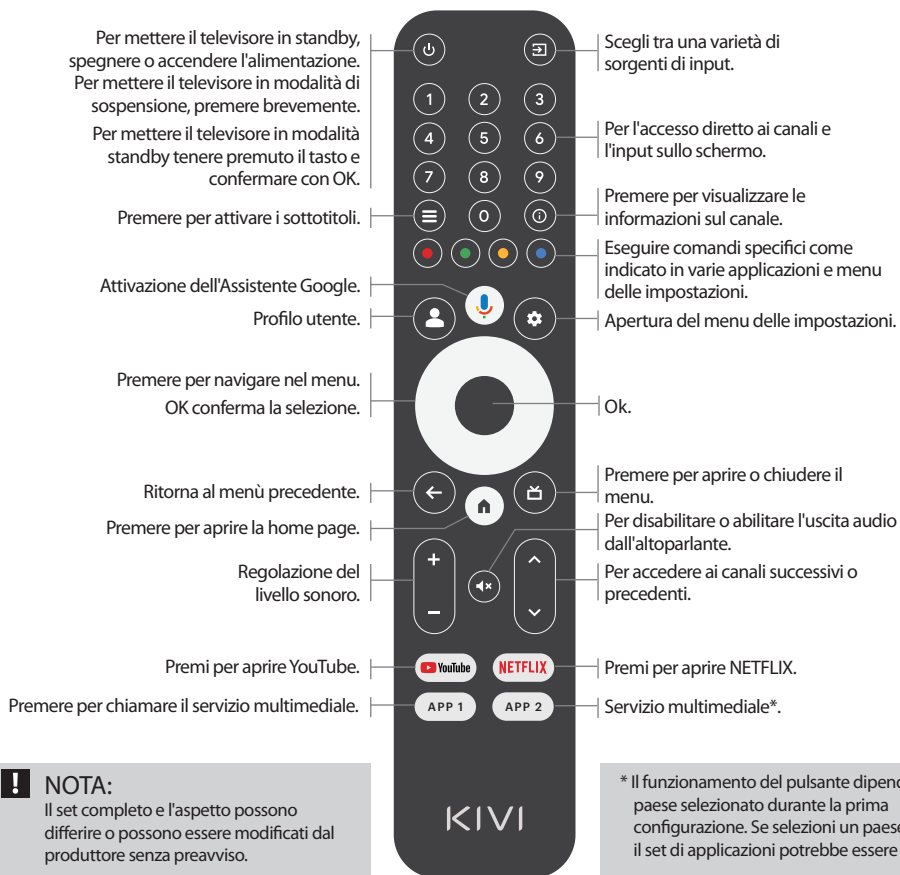 Per mettere il televisore in standby,
spegnere o accendere l'alimentazione.
Per mettere il televisore in modalità di
sospensione, premere brevemente.
Per mettere il televisore in modalità
standby tenere premuto il tasto e
confermare con OK.
Premere per attivare i sottotitoli.
Attivazione dell'Assistente Google.
Profilo utente.
Premere per navigare nel menu.
OK conferma la selezione.
Ritorna al menù precedente.
Premere per aprire la home page.
Regolazione del
livello sonoro.
Premi per aprire YouTube.
Premere per chiamare il servizio multimediale.
1 2 3
4 5 6
7 8 9
0
+
−
YouTube NETFLIX
APP 1 APP 2
KIVI
Scegli tra una varietà di
sorgenti di input.
Per l'accesso diretto ai canali e
l'input sullo schermo.
Premere per visualizzare le
informazioni sul canale.
Eseguire comandi specifici come
indicato in varie applicazioni e menu
delle impostazioni.
Apertura del menu delle impostazioni.
Ok.
Premere per aprire o chiudere il
menu.
Per disabilitare o abilitare l'uscita audio
dall'altoparlante.
Per accedere ai canali successivi o
precedenti.
Premi per aprire NETFLIX.
Servizio multimediale*.
! NOTA:
Il set completo e l'aspetto possono
differire o possono essere modificati dal
produttore senza preavviso.
* Il funzionamento del pulsante
paese selezionato durante la prima
configurazione. Se selezioni un paese
il set di applicazioni potrebbe essere